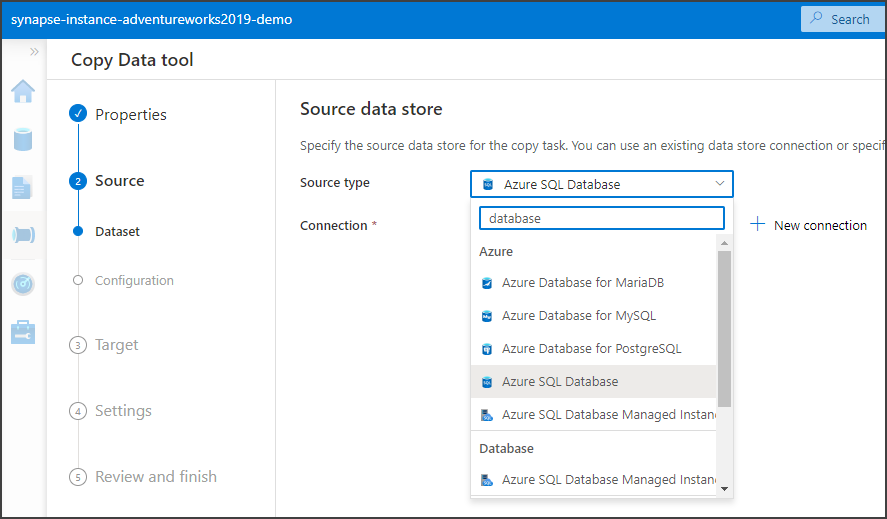 synapse-instance-adventureworks2019-demo
Search
»
Copy Data tool
Properties
2 Source
Dataset
Configuration
3 Target
4 Settings
5 Review and finish
Source data store
Specify the source data store for the copy task. You can use an existing data store connection or specif
Source type
Azure SQL Database
Connection *
database
New connection
Azure
Azure Database for MariaDB
Azure Database for MySQL
Azure Database for PostgreSQL
Azure SQL Database
Azure SQL Database Managed Instanc
Database
Azure SQL Database Managed Instanc